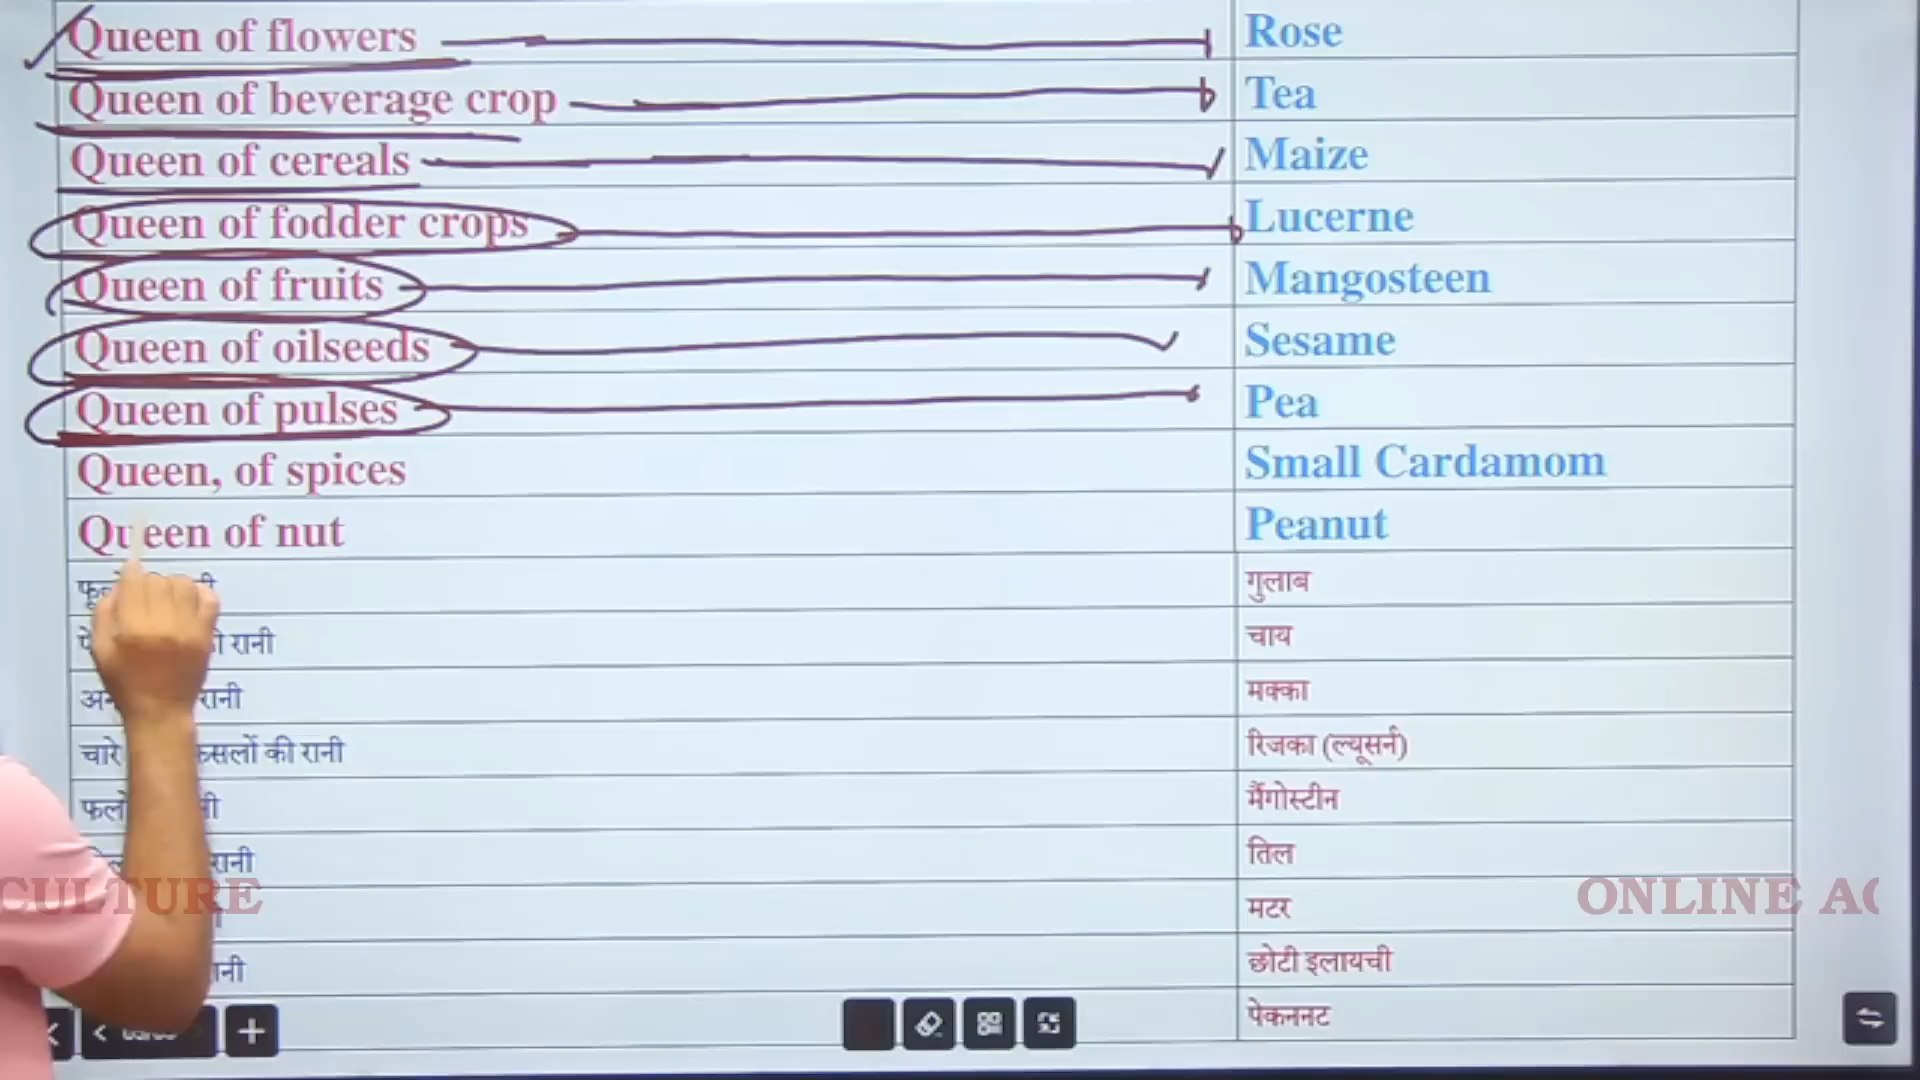 Queen of flowers Rose
Queen of beverage crop Tea
Queen of cereals Maize
Queen of fodder crops Lucerne
Queen of fruits Mangosteen
Queen of oilseeds Sesame
Queen of pulses Pea
Queen, of spices Small Cardamom
Queen of nut Peanut
गुलाब
रानी चाय
रानी मक्का
चारे फसलों की रानी रिजका (ल्यूसर्न)
मैंगोस्टीन
रानी तिल
मटर
छोटी इलायची
पेकननट
CULTURE ONLINE